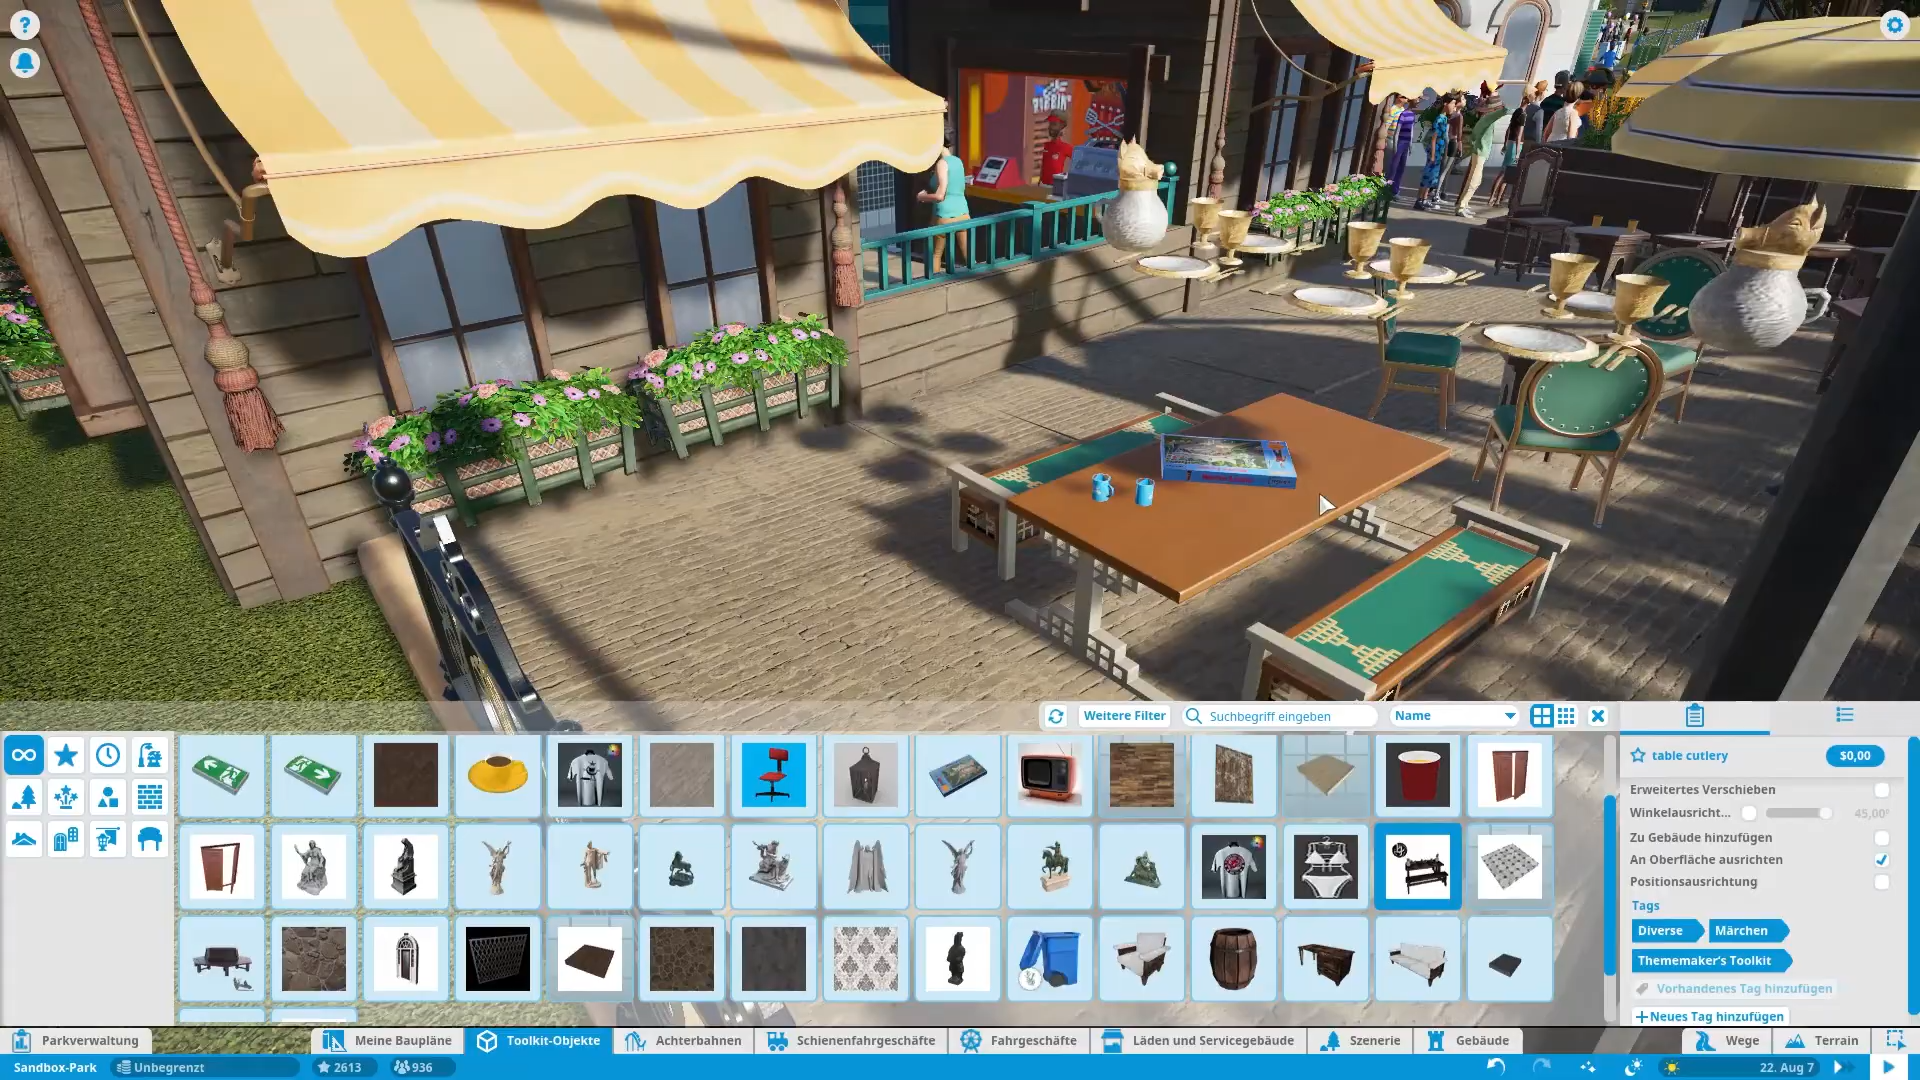 Weitere Filter
Suchbegriff eingeben
Name
table cutlery
$0,00
Erweitertes Verschieben
Winkelausricht...
45,00°
Zu Gebäude hinzufügen
An Oberfläche ausrichten
Positionsausrichtung
Tags
Diverse
Märchen
Thememaker's Toolkit
Vorhandenes Tag hinzufügen
+Neues Tag hinzufügen
Parkverwaltung
Meine Baupläne
Toolkit-Objekte
Achterbahnen
Schienenfahrgeschäfte
Fahrgeschäfte
Läden und Servicegebäude
Szenerie
Gebäude
Wege
Terrain
Sandbox-Park
Unbegrenzt
2613
936
22. Aug 7